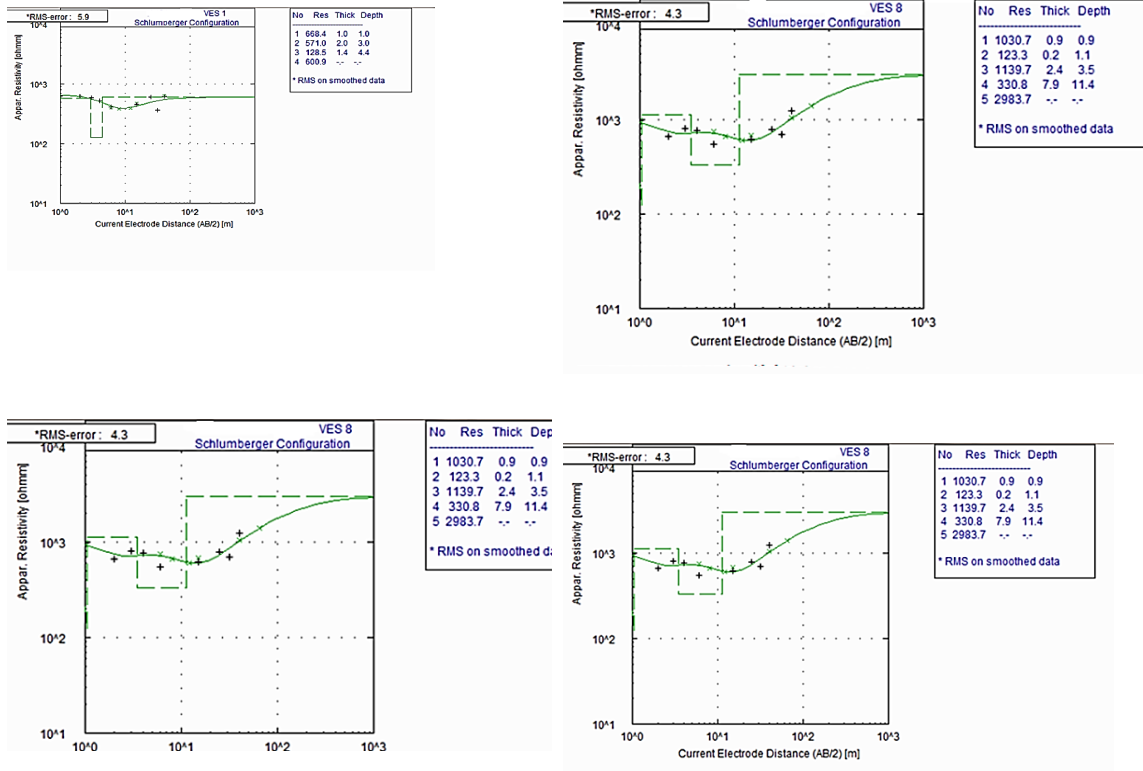 *RMS-error : 5.9
VES 1
Schlumberger Configuration
No Res Thick Depth
1 668.4 1.0 1.0
2 571.0 2.0 3.0
3 128.5 1.4 4.4
4 600.9 -.- -.-
* RMS on smoothed data
Appar. Resistivity [ohmm]
10^4
10^3
10^2
10^1
10^0 10^1 10^2 10^3
Current Electrode Distance (AB/2) [m]
*RMS-error : 4.3
VES 8
Schlumberger Configuration
No Res Thick Depth
1 1030.7 0.9 0.9
2 123.3 0.2 1.1
3 1139.7 2.4 3.5
4 330.8 7.9 11.4
5 2983.7 -.- -.-
* RMS on smoothed data
Appar. Resistivity [ohmm]
10^4
10^3
10^2
10^1
10^0 10^1 10^2 10^3
Current Electrode Distance (AB/2) [m]
*RMS-error : 4.3
VES 8
Schlumberger Configuration
No Res Thick Dep
1 1030.7 0.9 0.9
2 123.3 0.2 1.1
3 1139.7 2.4 3.5
4 330.8 7.9 11.4
5 2983.7 -.- -.-
* RMS on smoothed da
Appar. Resistivity [ohmm]
10^4
10^3
10^2
10^1
10^0 10^1 10^2 10^3
*RMS-error : 4.3
VES 8
Schlumberger Configuration
No Res Thick Depth
1 1030.7 0.9 0.9
2 123.3 0.2 1.1
3 1139.7 2.4 3.5
4 330.8 7.9 11.4
5 2983.7 -.- -.-
* RMS on smoothed data
Appar. Resistivity [ohmm]
10^4
10^3
10^2
10^1
10^0 10^1 10^2 10^3
Current Electrode Distance (AB/2) [m]